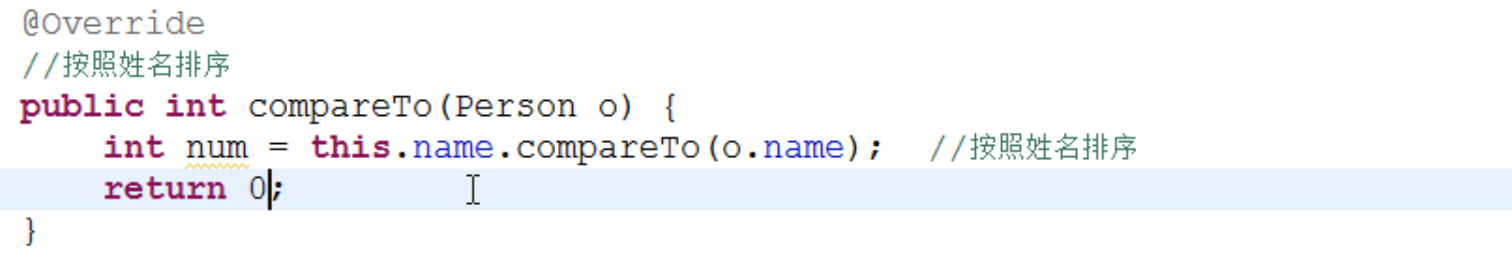 @Override
//按照姓名排序
public int compareTo(Person o) {
    int num = this.name.compareTo(o.name);  //按照姓名排序
    return 0;
}